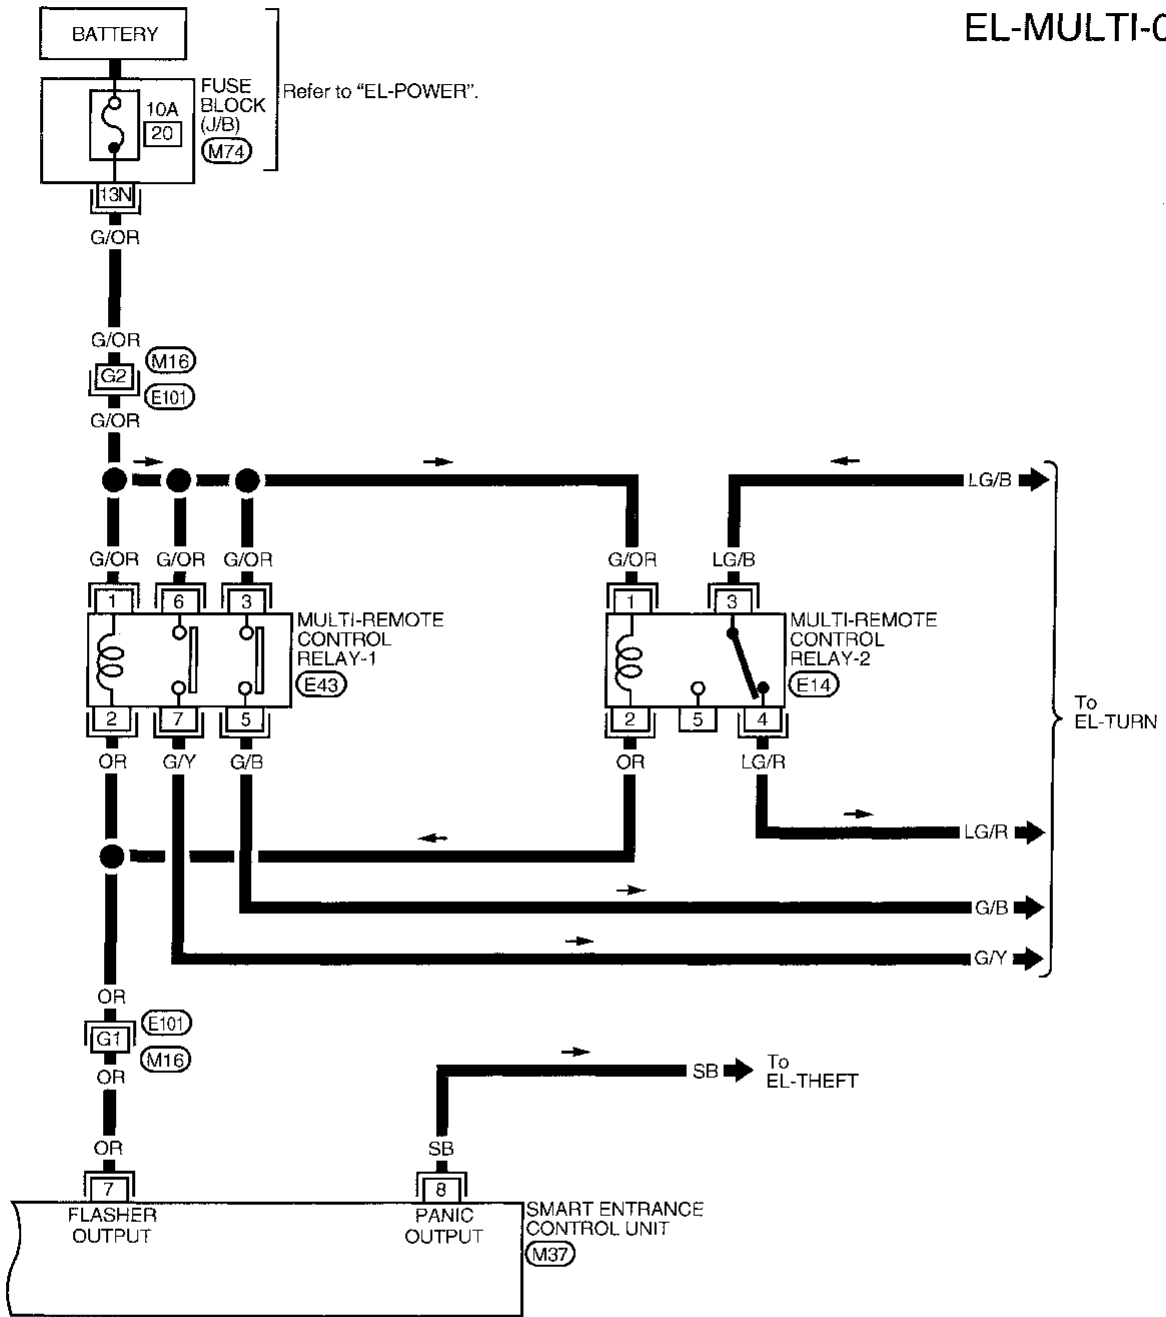 EL-MULTI-0
BATTERY
FUSE
BLOCK
(J/B)
M74
Refer to "EL-POWER".
10A
20
13N
G/OR
G/OR
M16
G2
E101
G/OR
LG/B
G/OR G/OR G/OR G/OR LG/B
1 6 3 1 3
MULTI-REMOTE
CONTROL
RELAY-1
E43
MULTI-REMOTE
CONTROL
RELAY-2
E14
2 7 5 2 5 4
OR G/Y G/B OR LG/R
To
EL-TURN
LG/R
G/B
G/Y
OR
E101
G1
M16
OR
SB
To
EL-THEFT
OR SB
7 8
FLASHER
OUTPUT
PANIC
OUTPUT
SMART ENTRANCE
CONTROL UNIT
M37